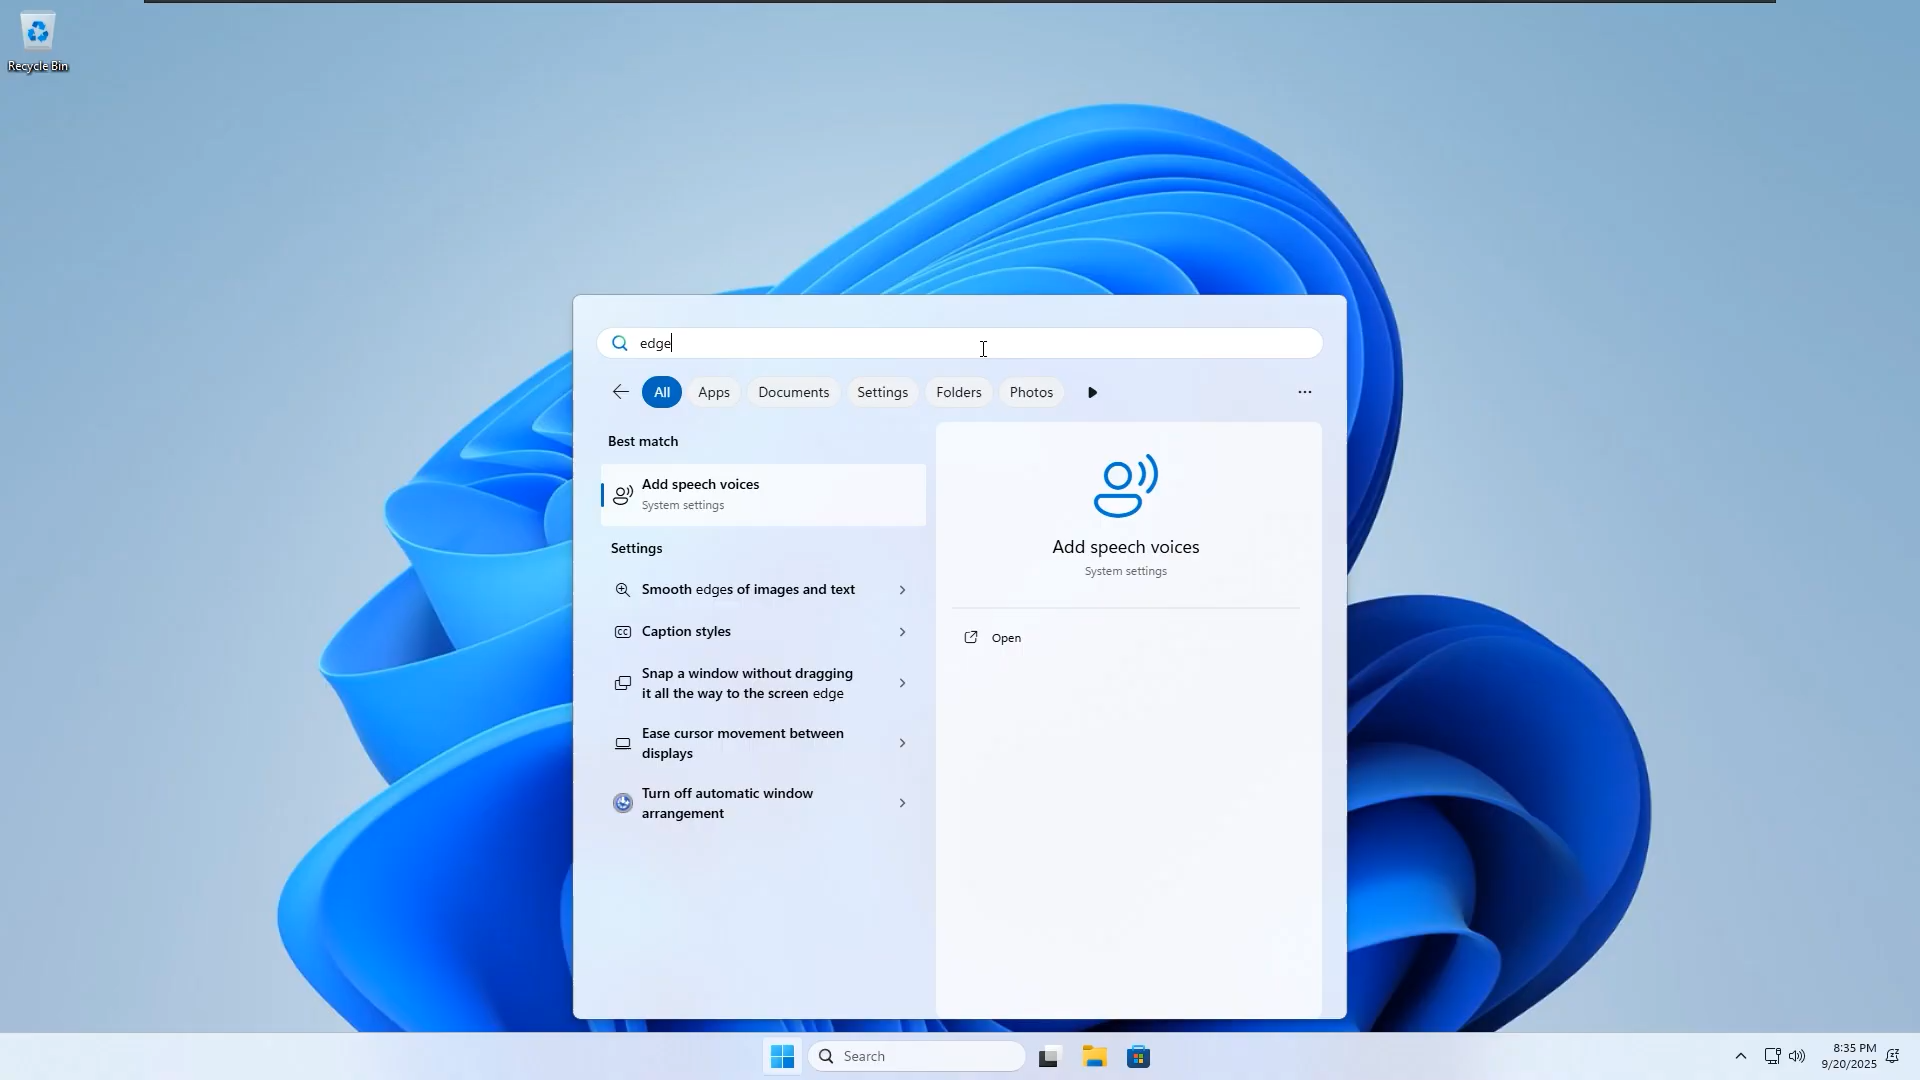 Recycle Bin
edge
All Apps Documents Settings Folders Photos
Best match
Add speech voices
System settings
Settings
Smooth edges of images and text
Caption styles
Snap a window without dragging
it all the way to the screen edge
Ease cursor movement between
displays
Turn off automatic window
arrangement
Add speech voices
System settings
Open
Search
8:35 PM
9/20/2025